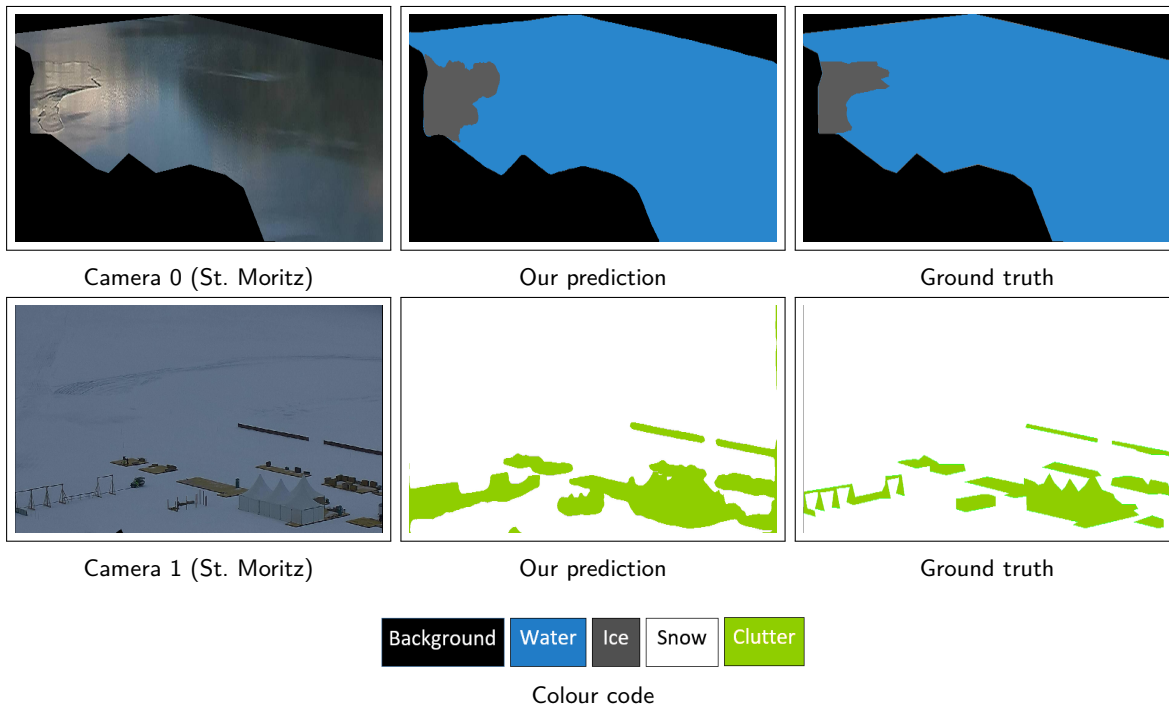 Camera 0 (St. Moritz)
Our prediction
Ground truth
Camera 1 (St. Moritz)
Our prediction
Ground truth
Background
Water
Ice
Snow
Clutter
Colour code